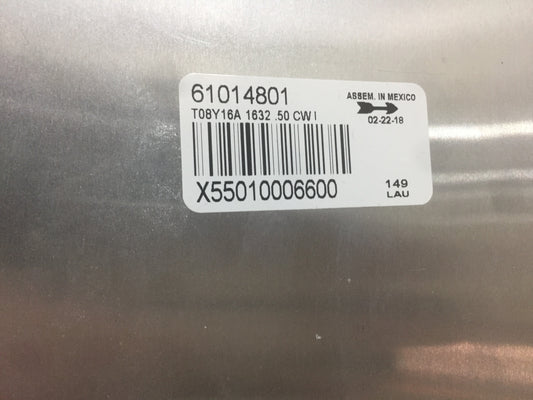 61014801
ASSEM. IN MEXICO
T08Y16A 1632 .50 CW I
02-22-18
X55010006600
149
LAU